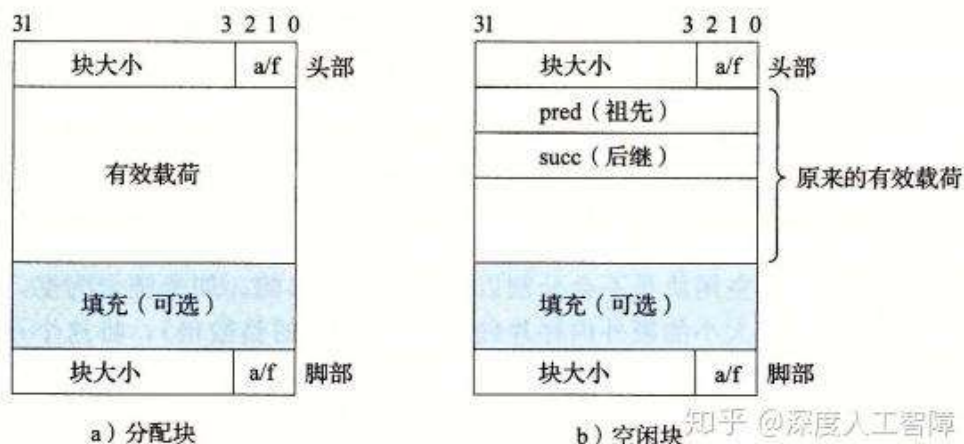 31 3 2 1 0
块大小 a/f 头部
有效载荷
填充（可选）
块大小 a/f 脚部
a）分配块
31 3 2 1 0
块大小 a/f 头部
pred（祖先）
succ（后继）
原来的有效载荷
填充（可选）
块大小 a/f 脚部
b）空闲块
知乎 @深度人工智障